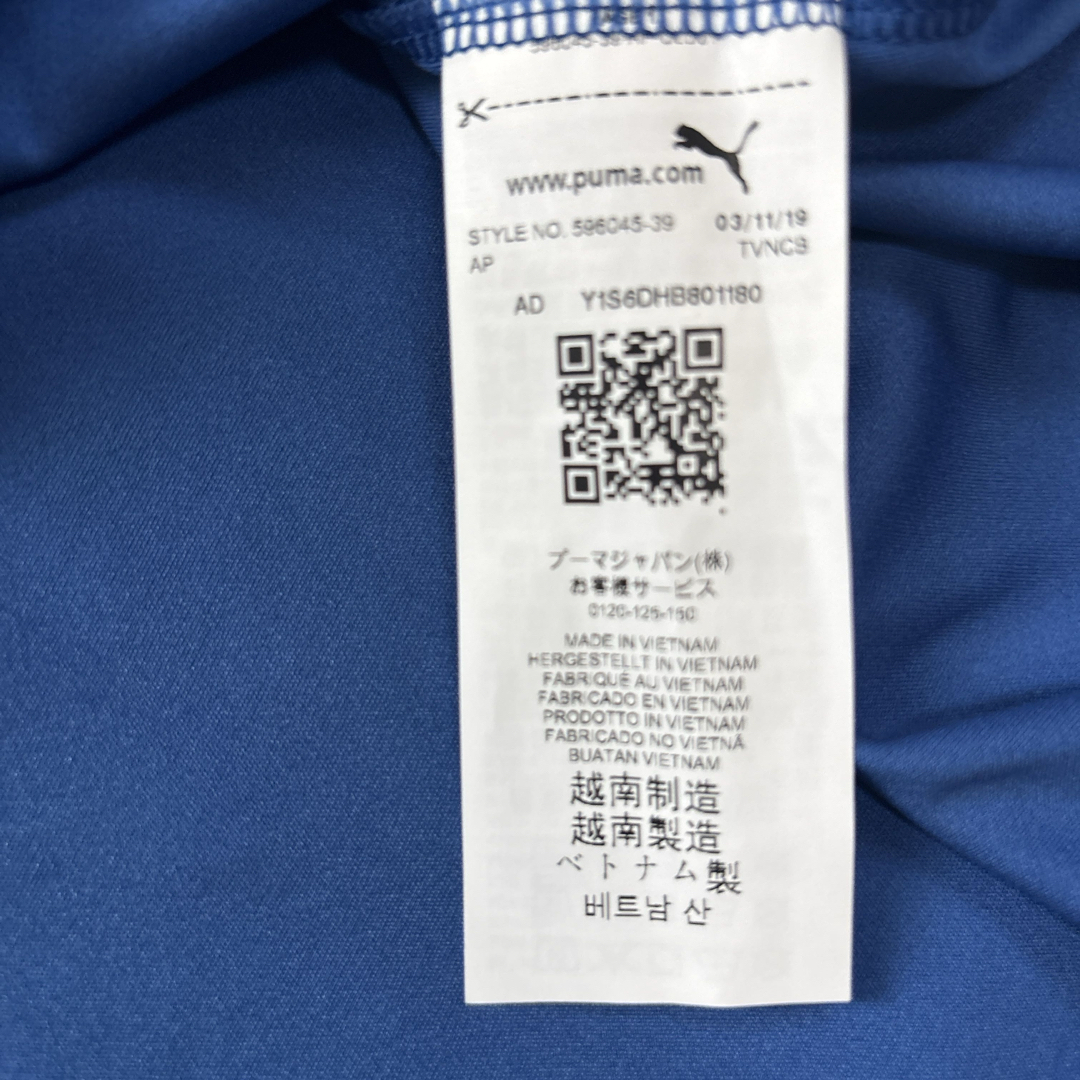 www.puma.com
STYLE NO. 596045-39 03/11/19
AP TVNCB
AD Y1S6DHB801180
プーマジャパン(株)
お客様サービス
0120-125-150
MADE IN VIETNAM
HERGESTELLT IN VIETNAM
FABRIQUÉ AU VIETNAM
FABRICADO EN VIETNAM
PRODOTTO IN VIETNAM
FABRICADO NO VIETNÃ
BUATAN VIETNAM
越南制造
越南製造
ベトナム製
베트남 산